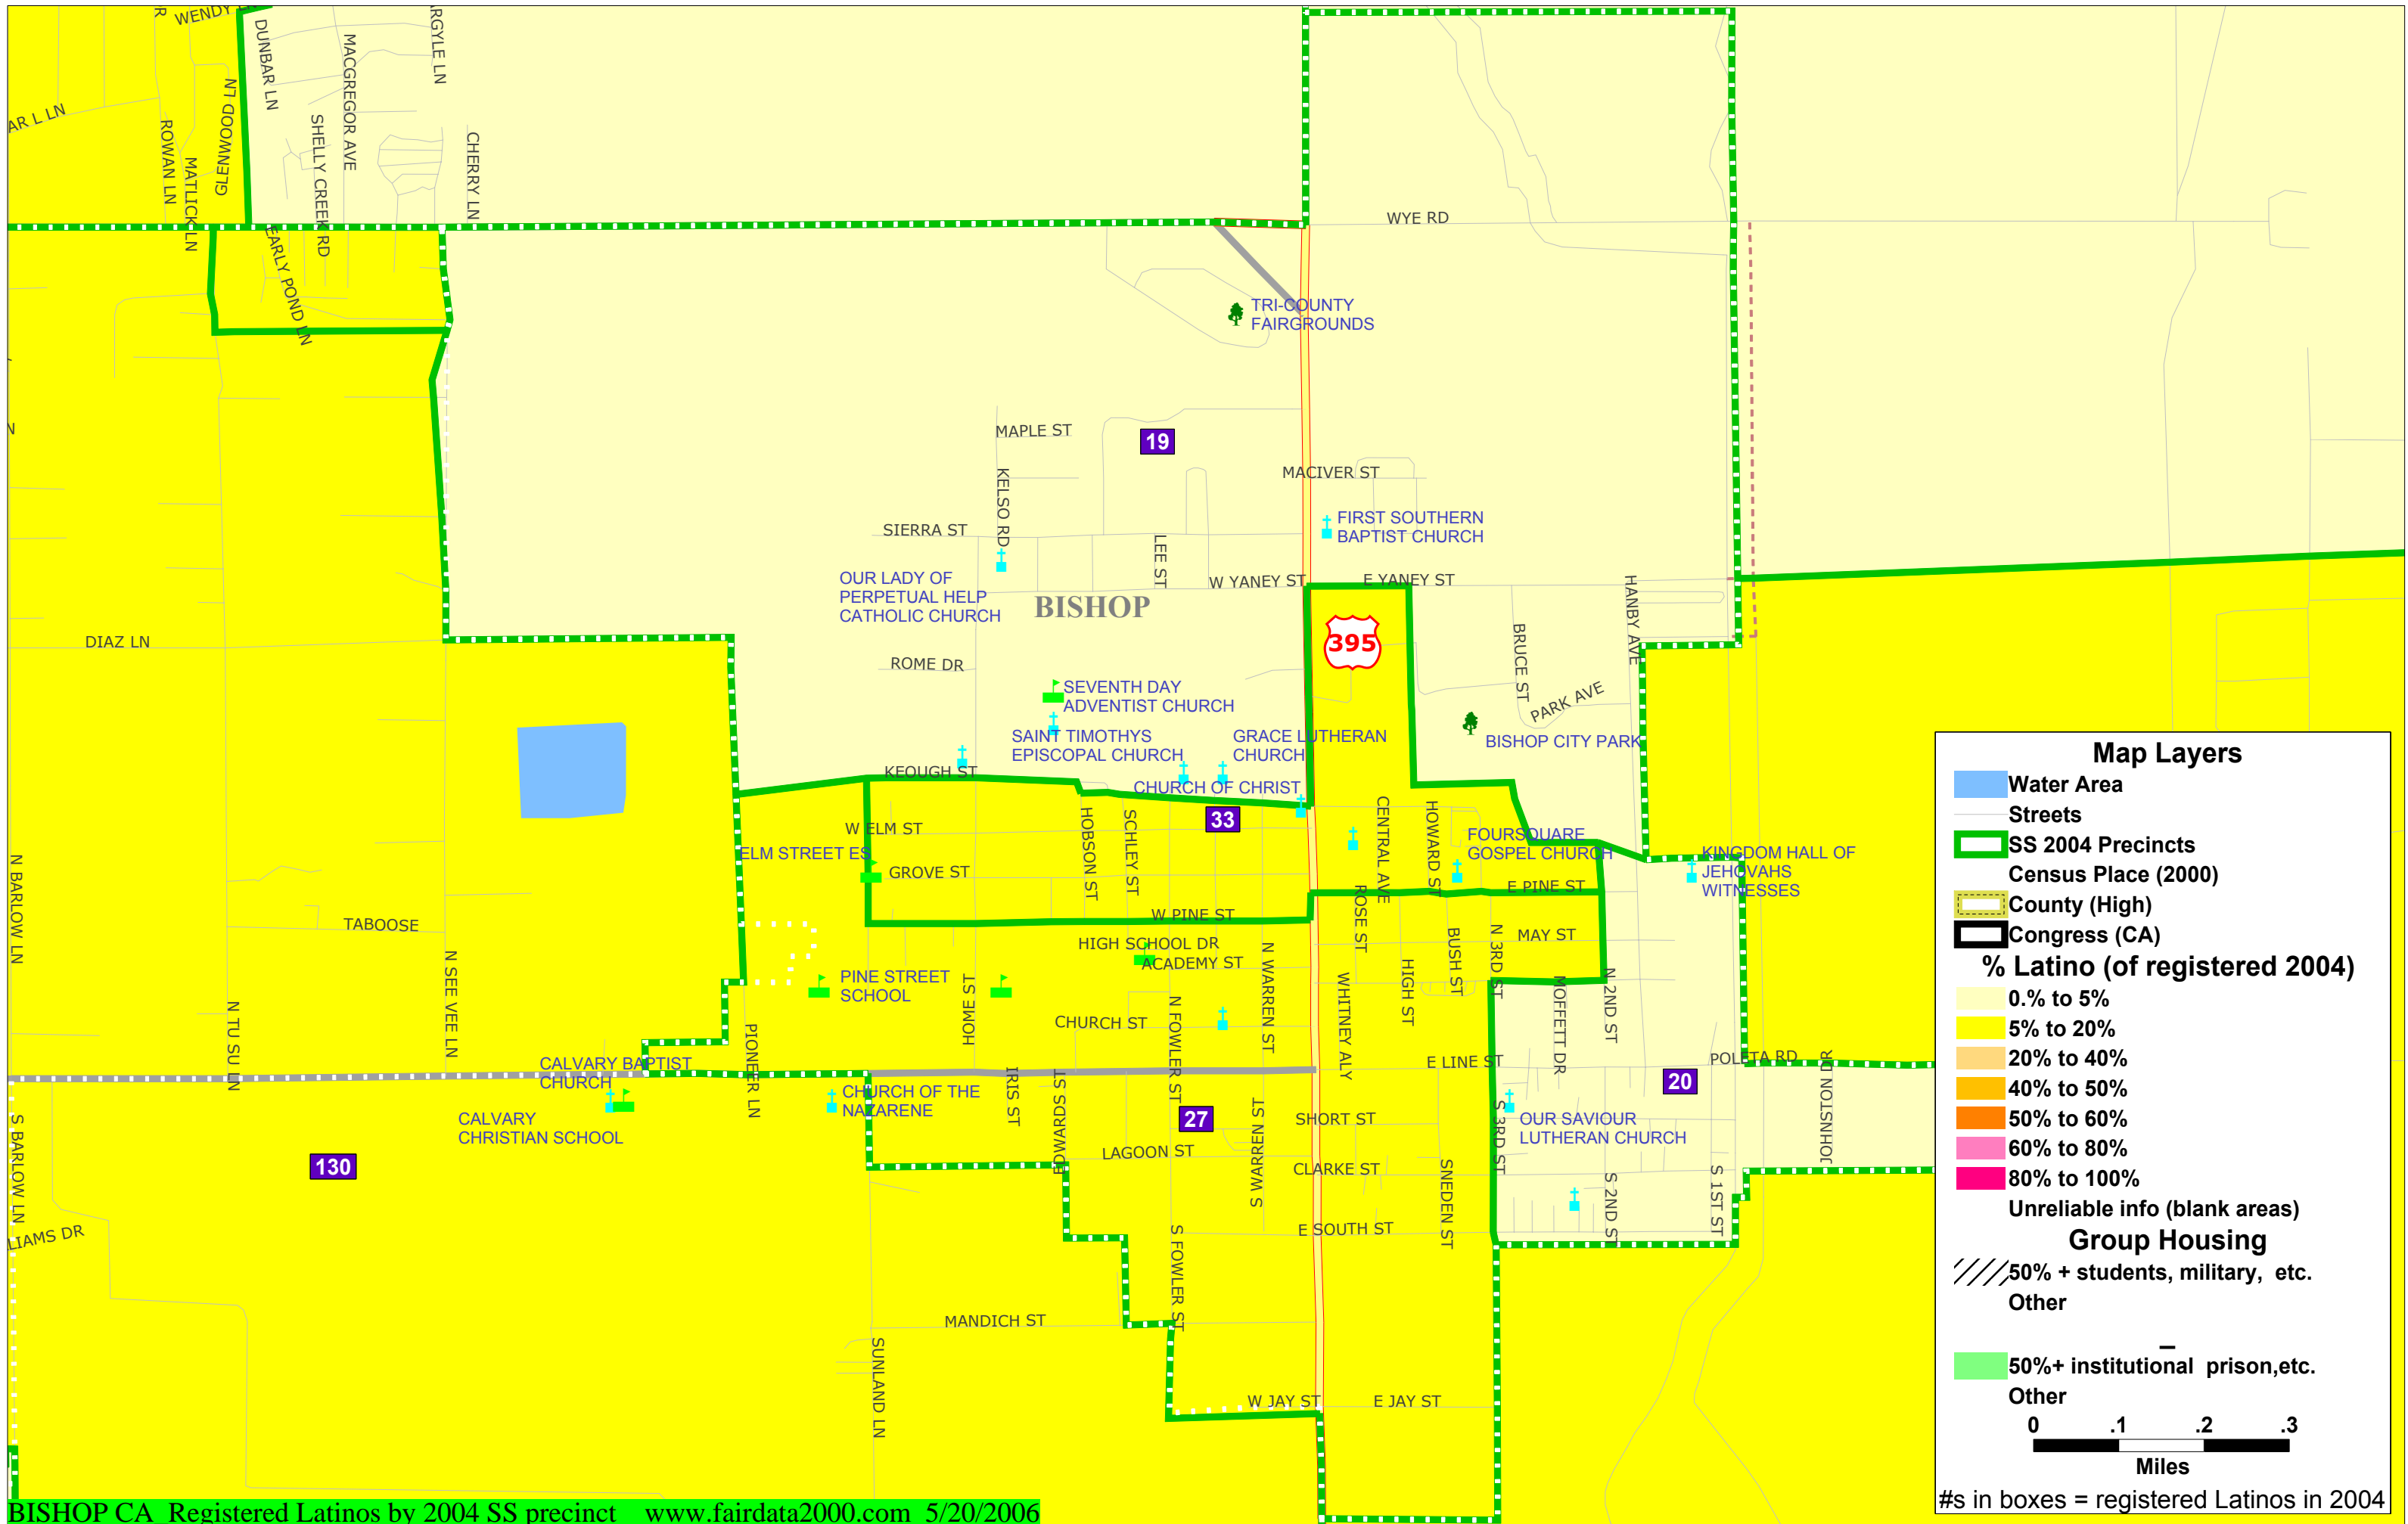 WENDY LN
DUNBAR LN
MACGREGOR AVE
ARGYLE LN
AR L LN
ROWAN LN
MATLICK LN
GLENWOOD LN
SHELLY CREEK RD
CHERRY LN
EARLY POND LN
WYE RD
TRI-COUNTY
FAIRGROUNDS
MAPLE ST
19
MACIVER ST
KELSO RD
SIERRA ST
LEE ST
FIRST SOUTHERN
BAPTIST CHURCH
OUR LADY OF
PERPETUAL HELP
CATHOLIC CHURCH
W YANEY ST
E YANEY ST
BISHOP
395
HANBY AVE
BRUCE ST
DIAZ LN
ROME DR
SEVENTH DAY
ADVENTIST CHURCH
PARK AVE
SAINT TIMOTHYS
EPISCOPAL CHURCH
GRACE LUTHERAN
CHURCH
BISHOP CITY PARK
KEOUGH ST
CHURCH OF CHRIST
33
W ELM ST
HOBSON ST
SCHLEY ST
CENTRAL AVE
HOWARD ST
FOURSQUARE
GOSPEL CHURCH
ELM STREET ES
GROVE ST
KINGDOM HALL OF
JEHOVAHS
WITNESSES
E PINE ST
N BARLOW LN
TABOOSE
W PINE ST
ROSE ST
HIGH SCHOOL DR
ACADEMY ST
N WARREN ST
BUSH ST
N 3RD ST
MAY ST
N SEE VEE LN
PINE STREET
SCHOOL
HOME ST
WHITNEY ALY
HIGH ST
MOFFETT DR
N 2ND ST
N TU SU LN
PIONEER LN
CHURCH ST
N FOWLER ST
E LINE ST
POLETA RD
CALVARY BAPTIST
CHURCH
CHURCH OF THE
NAZARENE
IRIS ST
EDWARDS ST
27
20
JOHNSTON DR
S BARLOW LN
CALVARY
CHRISTIAN SCHOOL
S WARREN ST
SHORT ST
S 3RD ST
OUR SAVIOUR
LUTHERAN CHURCH
130
LAGOON ST
CLARKE ST
SNEDEN ST
S 2ND ST
S 1ST ST
LIAMS DR
S FOWLER ST
E SOUTH ST
MANDICH ST
SUNLAND LN
W JAY ST
E JAY ST
Map Layers
Water Area
Streets
SS 2004 Precincts
Census Place (2000)
County (High)
Congress (CA)
% Latino (of registered 2004)
0.% to 5%
5% to 20%
20% to 40%
40% to 50%
50% to 60%
60% to 80%
80% to 100%
Unreliable info (blank areas)
Group Housing
50% + students, military, etc.
Other
50%+ institutional prison,etc.
Other
0 .1 .2 .3
Miles
#s in boxes = registered Latinos in 2004
BISHOP CA Registered Latinos by 2004 SS precinct www.fairdata2000.com 5/20/2006